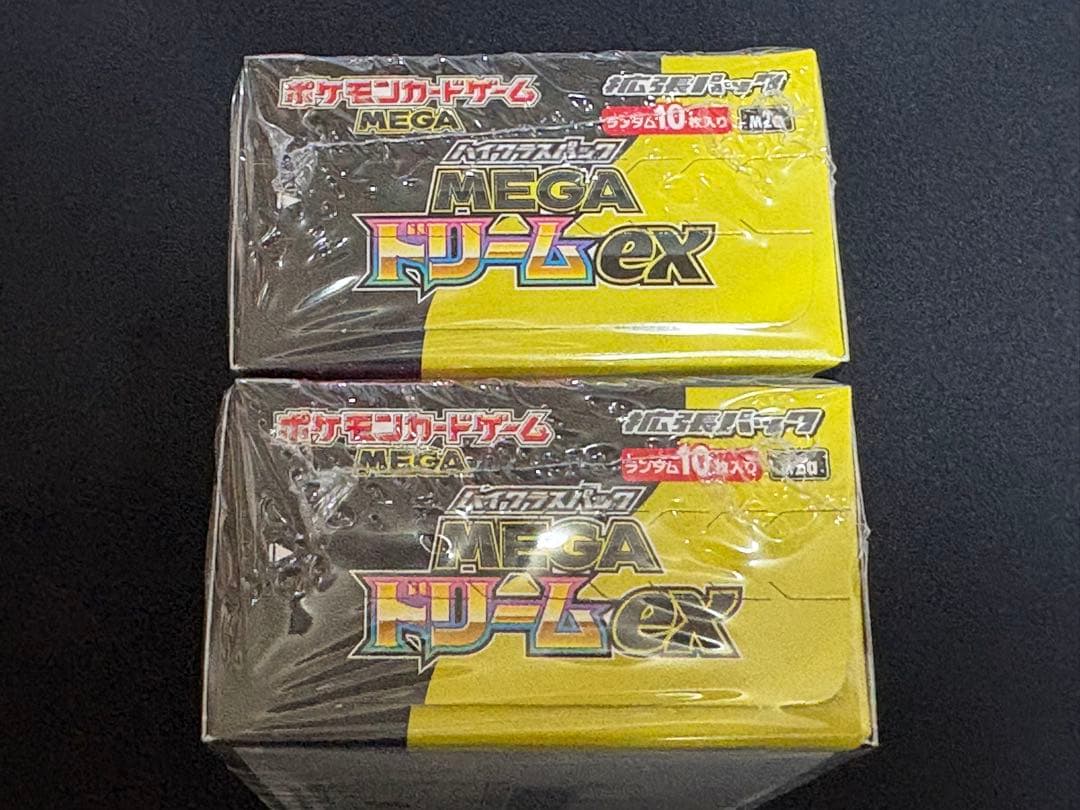 ポケモンカードゲーム
MEGA
拡張パック
ランダム10枚入り M2a
ハイクラスパック
MEGA
ドリームex
ポケモンカードゲーム
MEGA
拡張パック
ランダム10枚入り
ハイクラスパック
MEGA
ドリームex